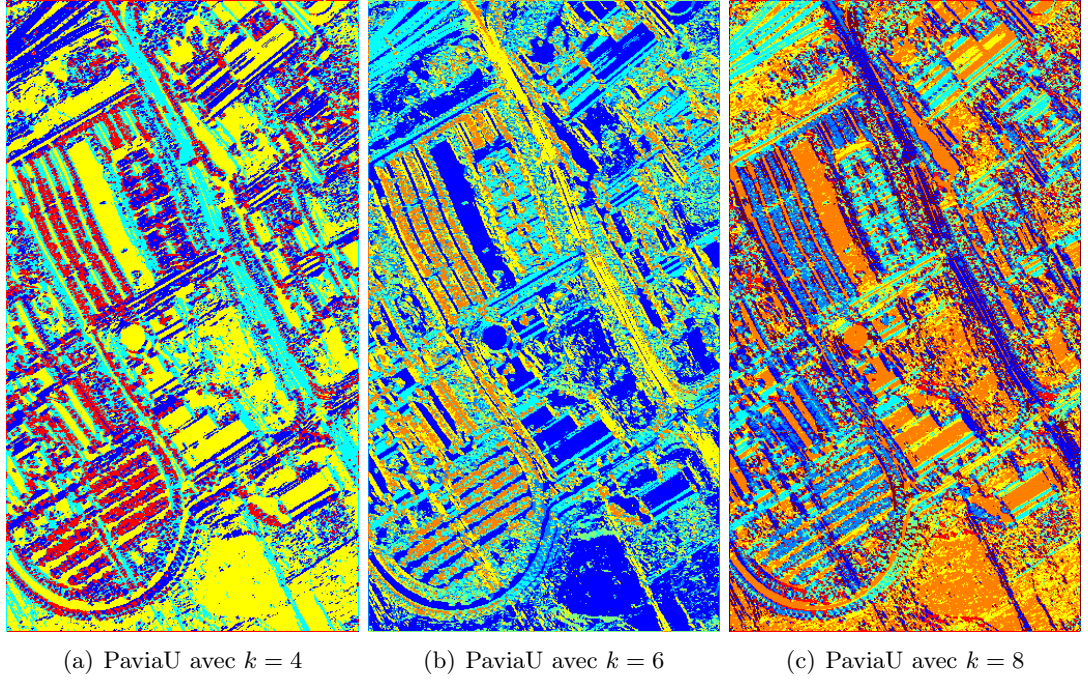 (a) PaviaU avec k = 4
(b) PaviaU avec k = 6
(c) PaviaU avec k = 8